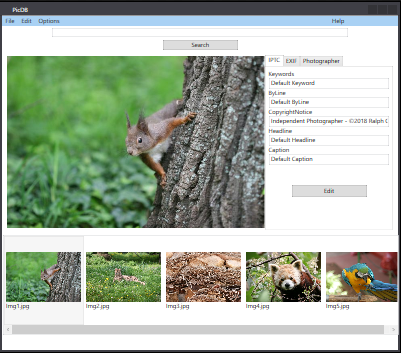 PicDB
File Edit Options Help
Search
IPTC EXIF Photographer
Keywords
Default Keyword
ByLine
Default ByLine
CopyrightNotice
Independent Photographer - ©2018 Ralph
Headline
Default Headline
Caption
Default Caption
Edit
Img1.jpg Img2.jpg Img3.jpg Img4.jpg Img5.jpg